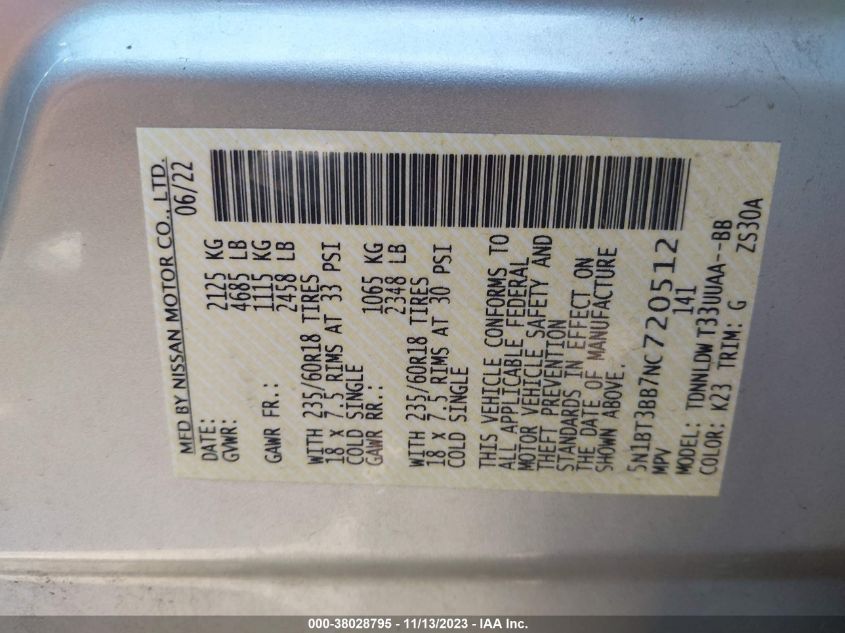 MFD BY NISSAN MOTOR CO., LTD.
DATE: 06/22
GVWR: 2125 KG
4685 LB
GAWR FR.: 1115 KG
2458 LB
WITH 235/60R18 TIRES
18 x 7.5 RIMS AT 33 PSI
COLD SINGLE
GAWR RR.: 1065 KG
2348 LB
WITH 235/60R18 TIRES
18 x 7.5 RIMS AT 30 PSI
COLD SINGLE
THIS VEHICLE CONFORMS TO
ALL APPLICABLE FEDERAL
MOTOR VEHICLE SAFETY AND
THEFT PREVENTION
STANDARDS IN EFFECT ON
THE DATE OF MANUFACTURE
SHOWN ABOVE.
5N1BT3BB7NC720512
MPV 141
MODEL: TDNNLDW T33UUAA--BB
COLOR: K23 TRIM: G ZS30A
000-38028795 - 11/13/2023 - IAA Inc.